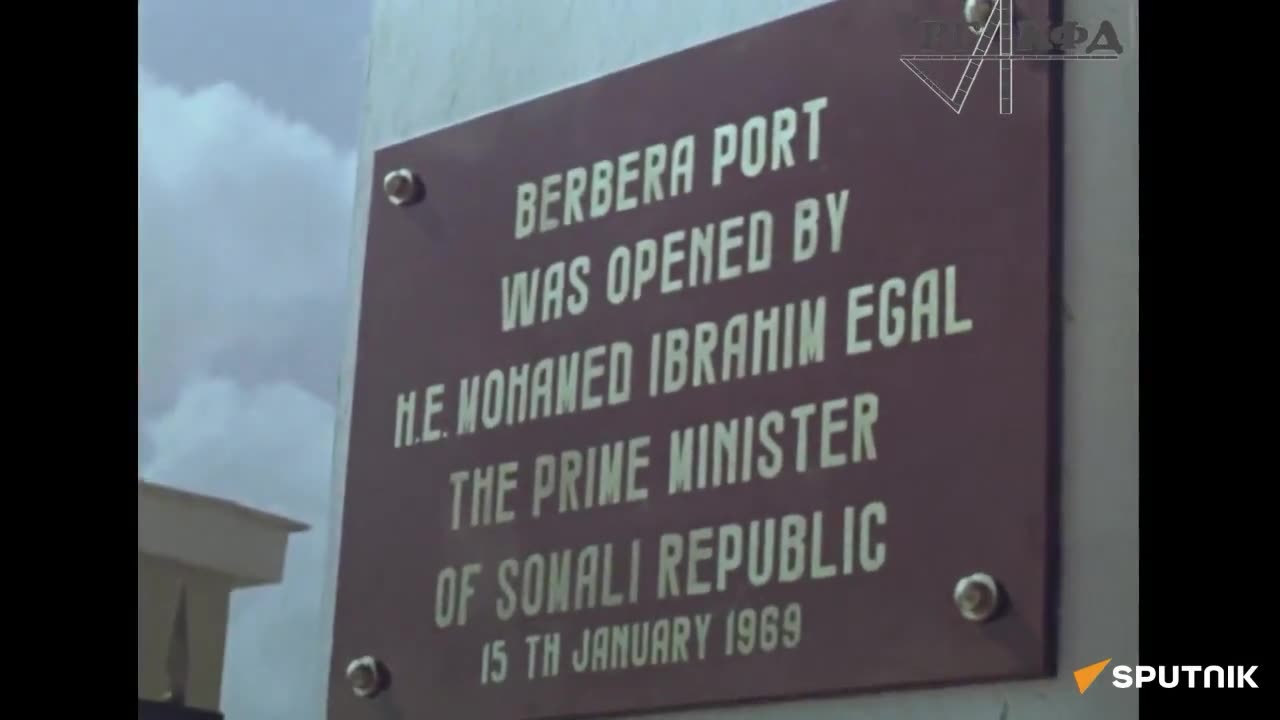 РГАКФД
BERBERA PORT
WAS OPENED BY
H.E. MOHAMED IBRAHIM EGAL
THE PRIME MINISTER
OF SOMALI REPUBLIC
15 TH JANUARY 1969
SPUTNIK